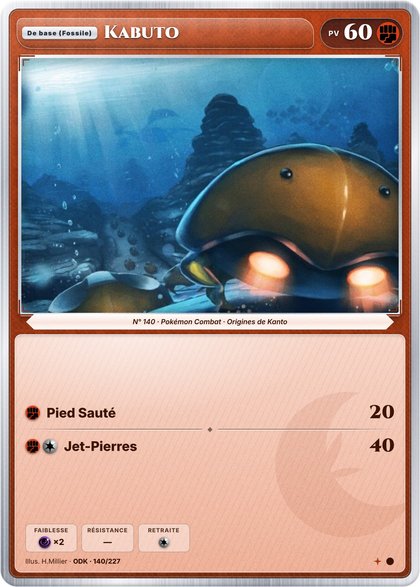 De base (Fossile) KABUTO PV 60
N° 140 · Pokémon Combat · Origines de Kanto
Pied Sauté 20
Jet-Pierres 40
FAIBLESSE RÉSISTANCE RETRAITE
×2 —
Illus. H.Millier · ODK · 140/227